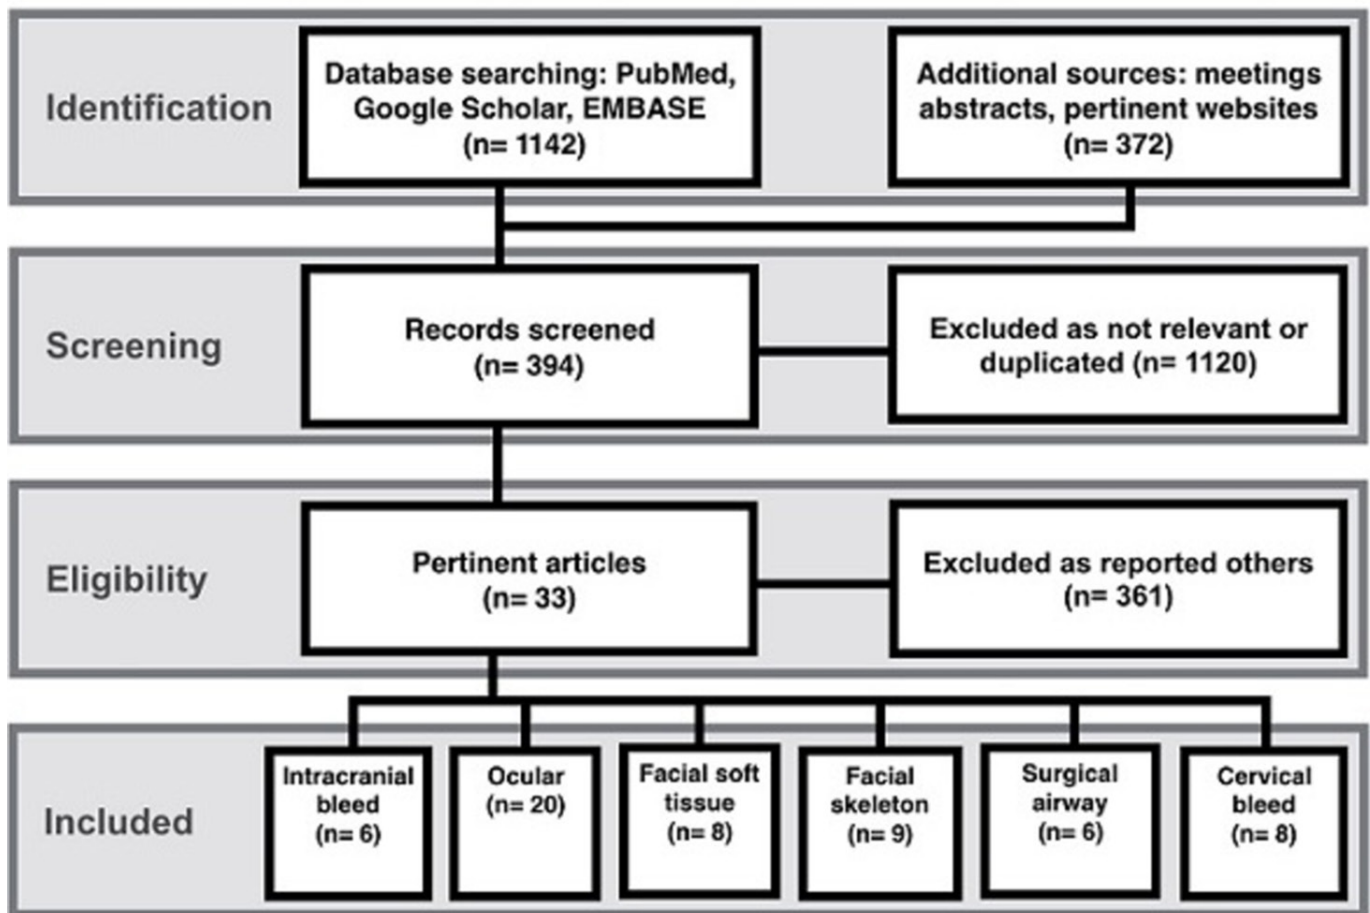 Identification
Database searching: PubMed,
Google Scholar, EMBASE
(n= 1142)
Additional sources: meetings
abstracts, pertinent websites
(n= 372)
Screening
Records screened
(n= 394)
Excluded as not relevant or
duplicated (n= 1120)
Eligibility
Pertinent articles
(n= 33)
Excluded as reported others
(n= 361)
Included
Intracranial
bleed
(n= 6)
Ocular
(n= 20)
Facial soft
tissue
(n= 8)
Facial
skeleton
(n= 9)
Surgical
airway
(n= 6)
Cervical
bleed
(n= 8)